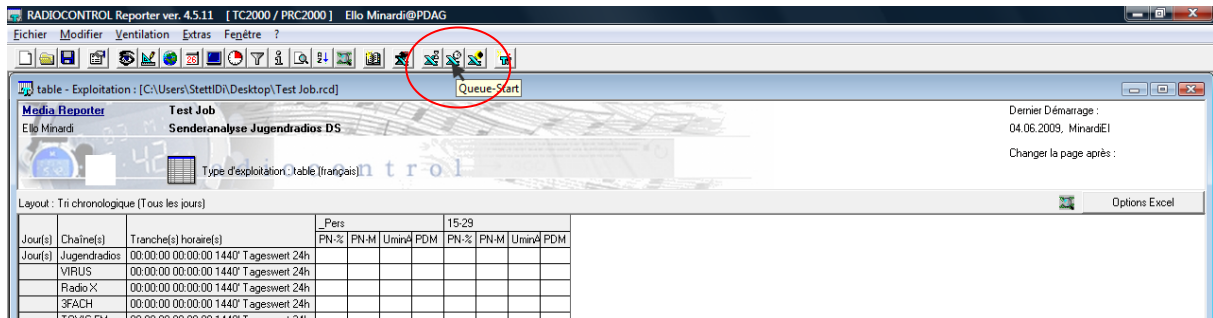 RADIOCONTROL Reporter ver. 4.5.11 [ TC2000 / PRC2000 ] Ello Minardi@PDAG
Fichier Modifier Ventilation Extras Fenêtre ?
Queue-Start
table - Exploitation : [C:\Users\StettlDi\Desktop\Test Job.rcd]
Media Reporter Test Job Dernier Démarrage :
Ello Minardi Senderanalyse Jugendradios DS 04.06.2009, MinardiEl
Changer la page après :
Type d'exploitation : table (français)
radiocontrol
Layout : Tri chronologique (Tous les jours) Options Excel
_Pers 15-29
Jour(s) Chaîne(s) Tranche(s) horaire(s) PN-% PN-M UminA PDM PN-% PN-M UminA PDM
Jour(s) Jugendradios 00:00:00 00:00:00 1440' Tageswert 24h
VIRUS 00:00:00 00:00:00 1440' Tageswert 24h
Radio X 00:00:00 00:00:00 1440' Tageswert 24h
3FACH 00:00:00 00:00:00 1440' Tageswert 24h